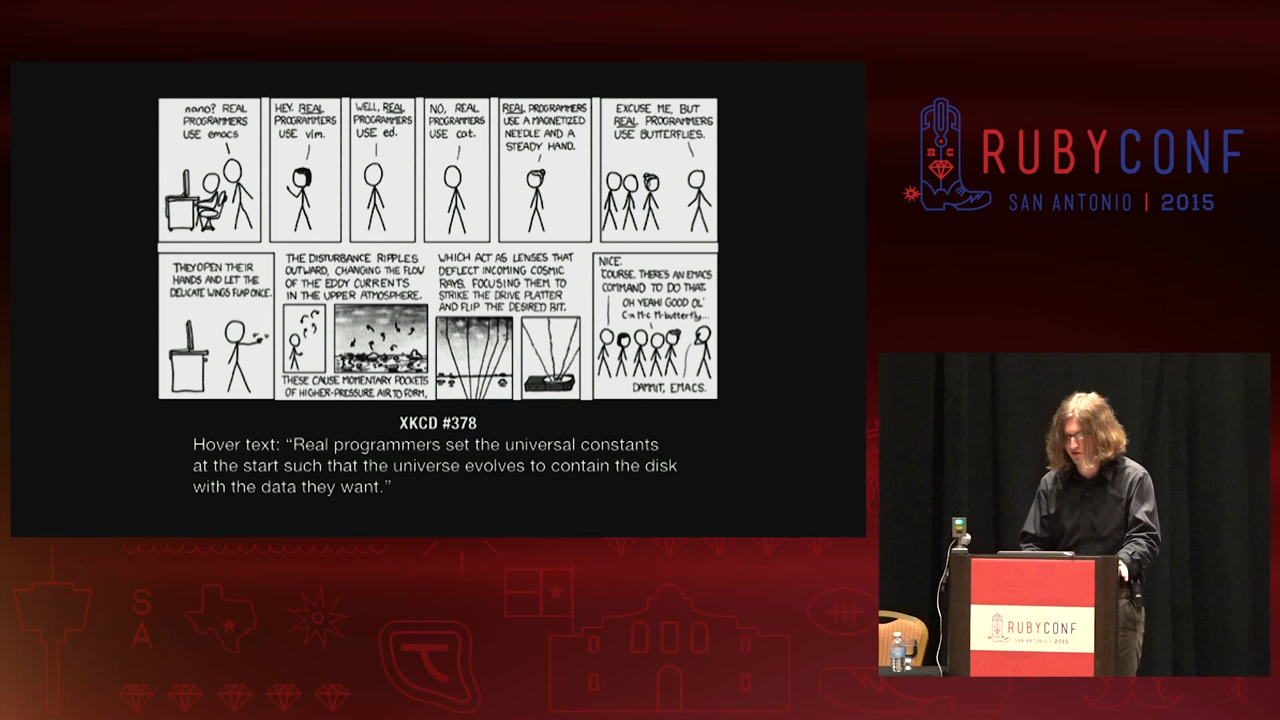 nano? REAL
PROGRAMMERS
USE emacs
HEY. REAL
PROGRAMMERS
USE vim.
WELL, REAL
PROGRAMMERS
USE ed.
NO, REAL
PROGRAMMERS
USE cat.
REAL PROGRAMMERS
USE A MAGNETIZED
NEEDLE AND A
STEADY HAND.
EXCUSE ME, BUT
REAL PROGRAMMERS
USE BUTTERFLIES.
THEY OPEN THEIR
HANDS AND LET THE
DELICATE WINGS FLAP ONCE.
THE DISTURBANCE RIPPLES
OUTWARD, CHANGING THE FLOW
OF THE EDDY CURRENTS
IN THE UPPER ATMOSPHERE.
THESE CAUSE MOMENTARY POCKETS
OF HIGHER-PRESSURE AIR TO FORM,
WHICH ACT AS LENSES THAT
DEFLECT INCOMING COSMIC
RAYS, FOCUSING THEM TO
STRIKE THE DRIVE PLATTER
AND FLIP THE DESIRED BIT.
NICE.
'COURSE, THERE'S AN EMACS
COMMAND TO DO THAT.
OH YEAH! GOOD OL'
C-x M-c M-butterfly...
DAMMIT, EMACS.
XKCD #378
Hover text: “Real programmers set the universal constants
at the start such that the universe evolves to contain the disk
with the data they want.”
RUBYCONF
SAN ANTONIO | 2015
RUBYCONF
SAN ANTONIO | 2015
S
A